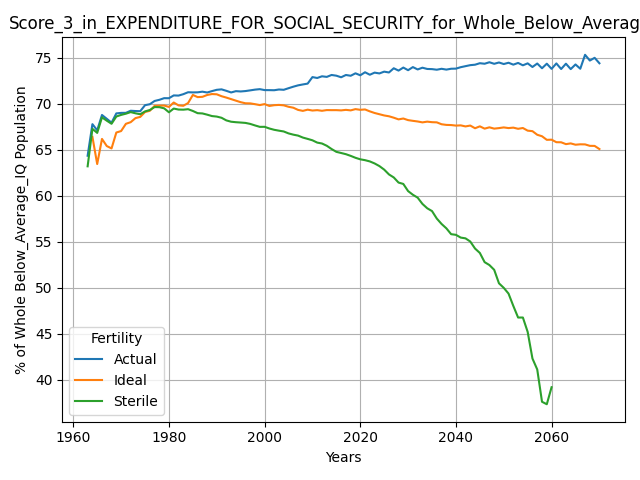 Score_3_in_EXPENDITURE_FOR_SOCIAL_SECURITY_for_Whole_Below_Averag
% of Whole Below_Average_IQ Population
75
70
65
60
55
50
45
40
Fertility
Actual
Ideal
Sterile
1960
1980
2000
2020
2040
2060
Years